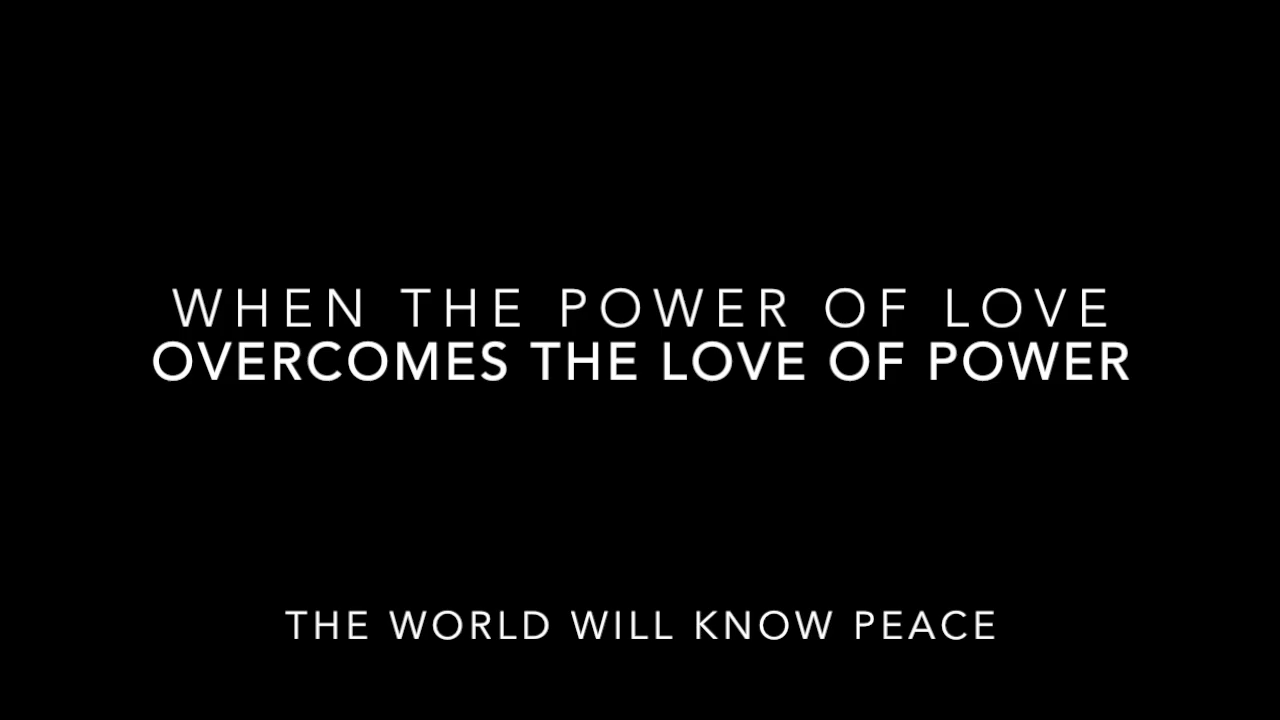 WHEN THE POWER OF LOVE
OVERCOMES THE LOVE OF POWER
THE WORLD WILL KNOW PEACE